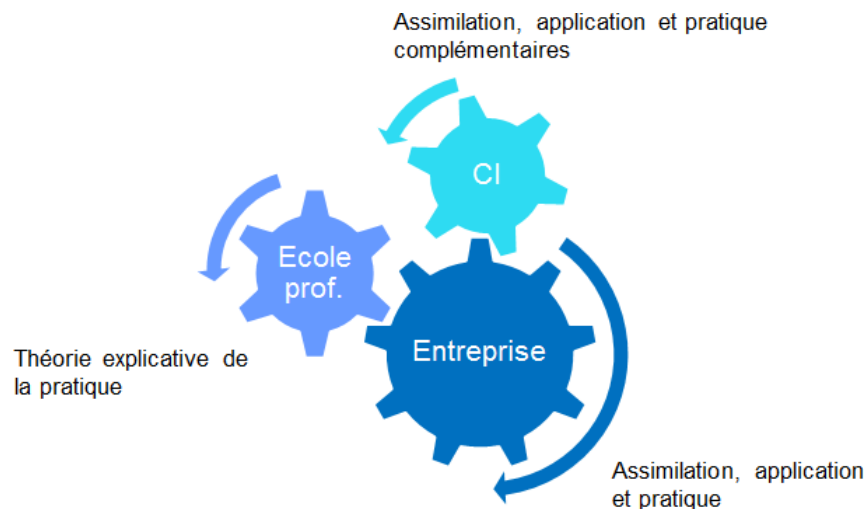 Assimilation, application et pratique
complémentaires
CI
Ecole
prof.
Entreprise
Théorie explicative de
la pratique
Assimilation, application
et pratique